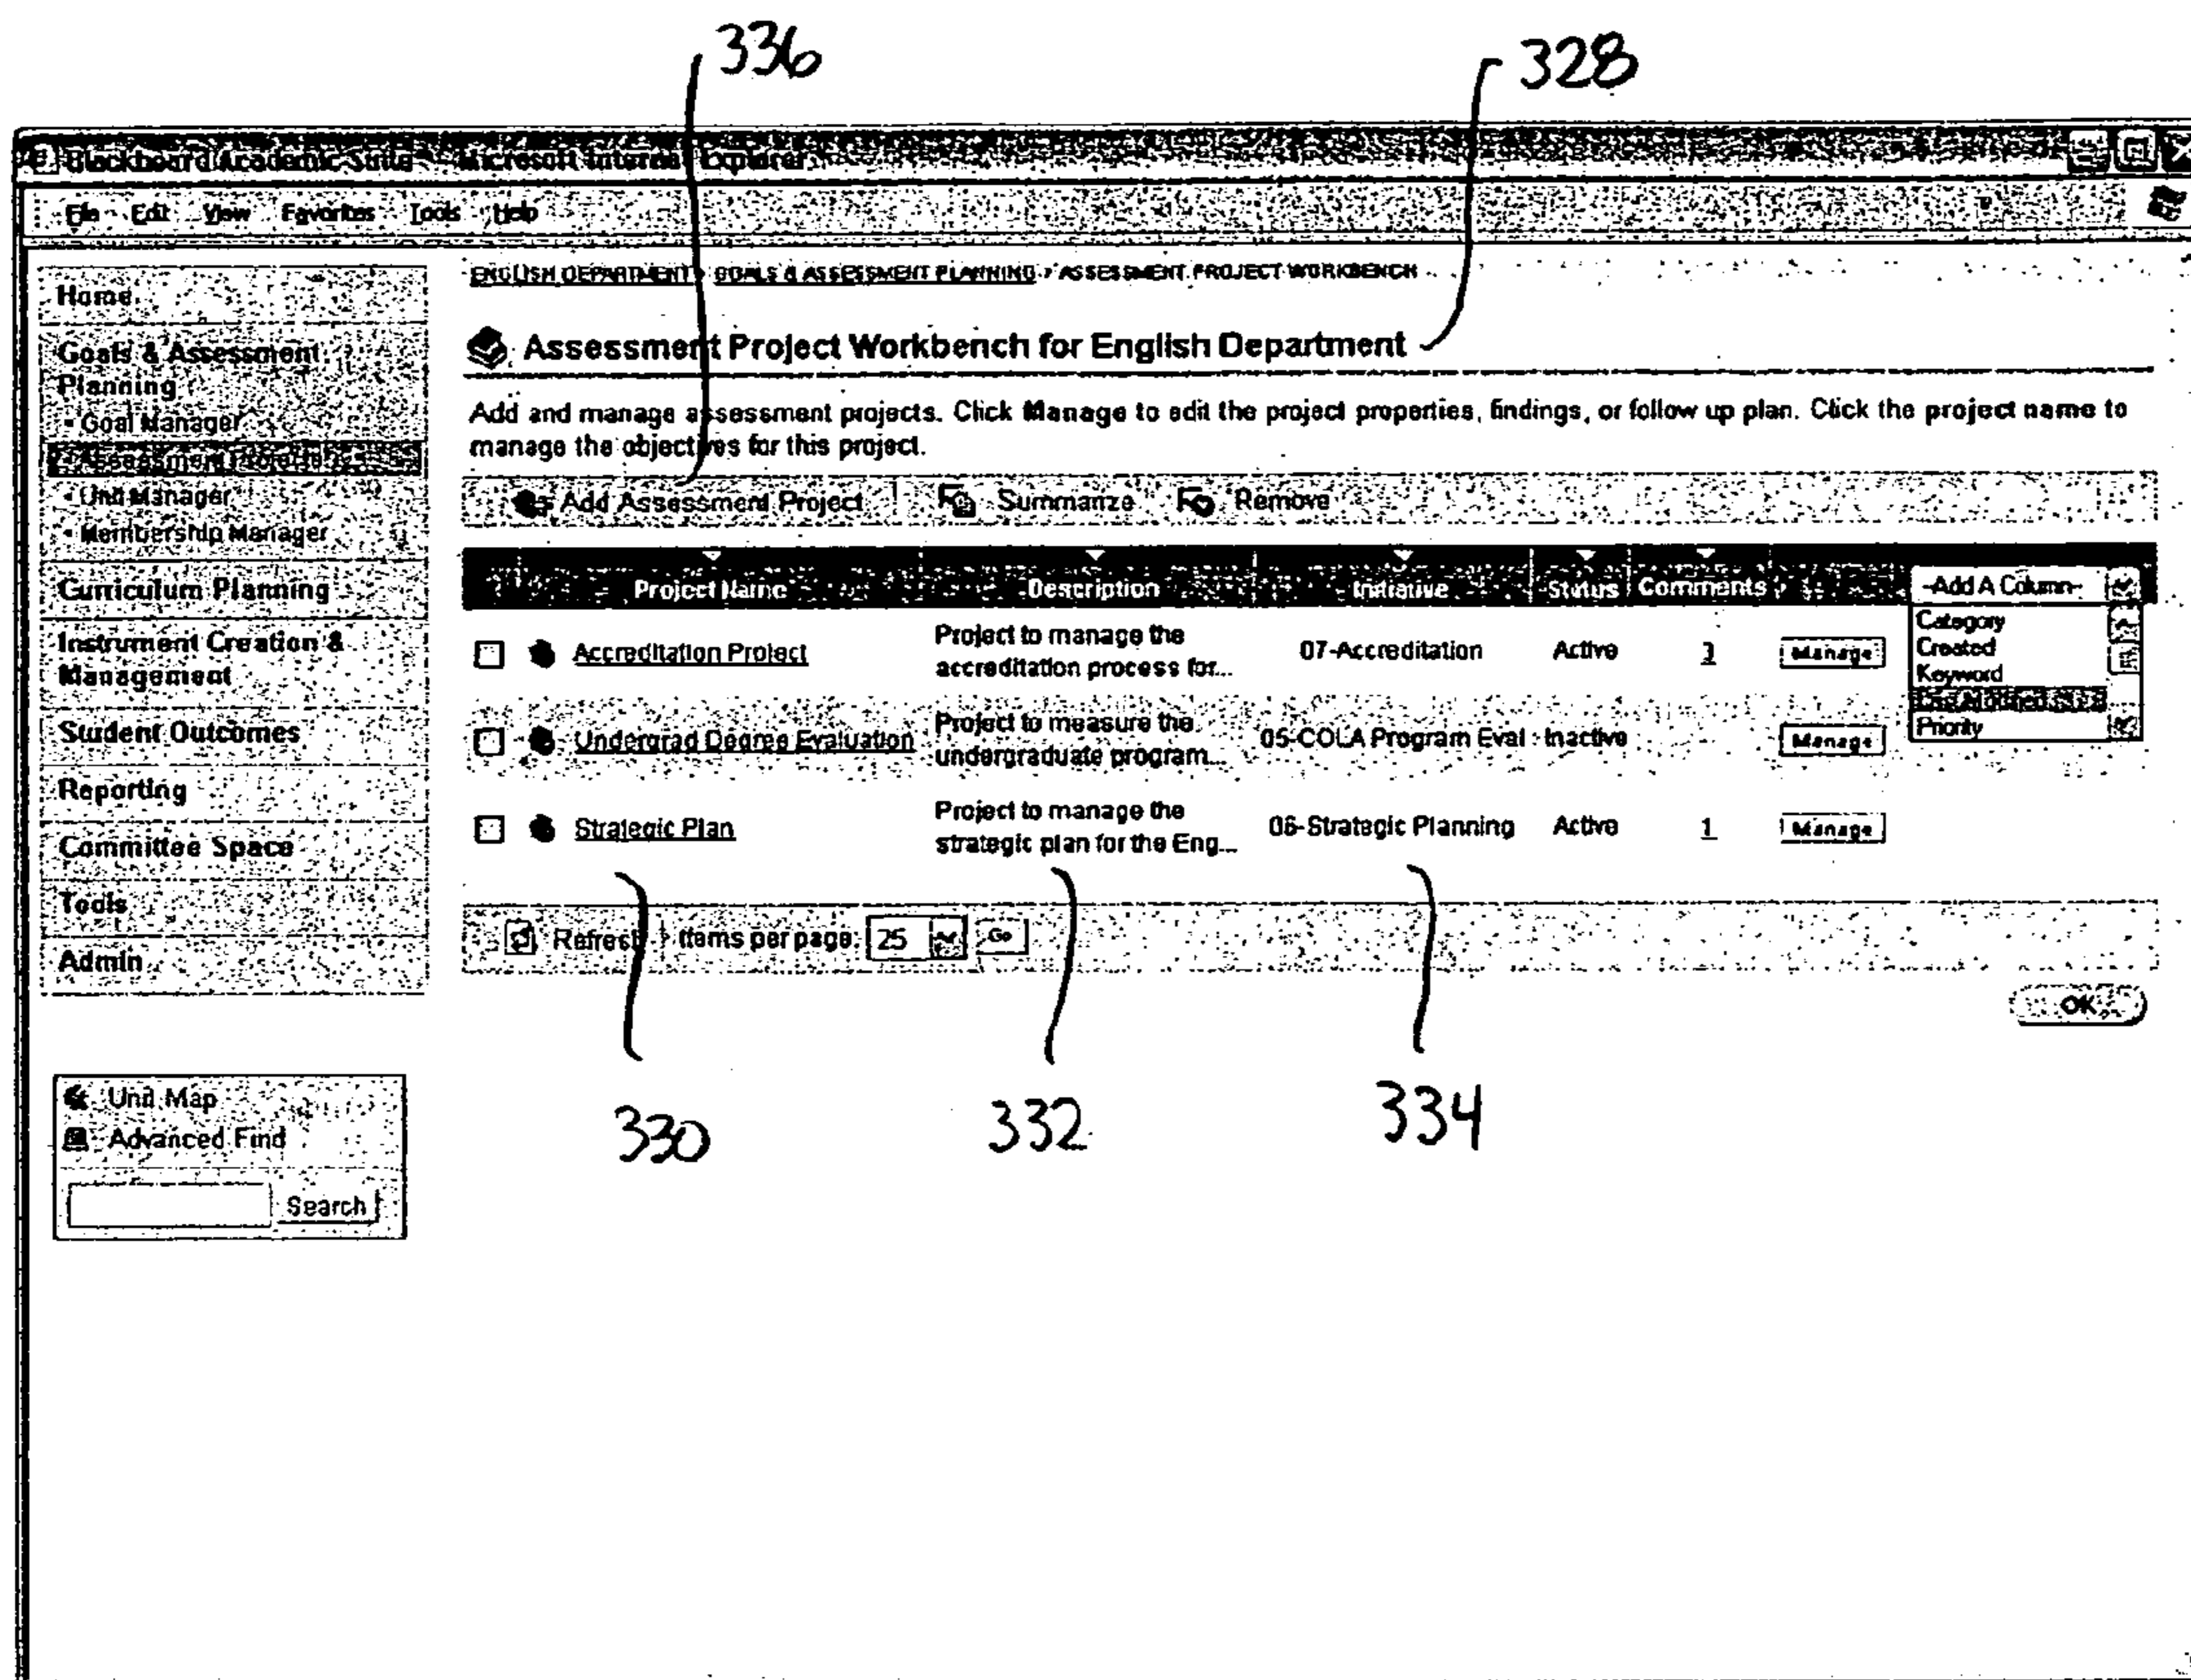 336
328
Blackboard Academic Suite - Microsoft Internet Explorer
File Edit View Favorites Tools Help
ENGLISH DEPARTMENT > GOALS & ASSESSMENT PLANNING > ASSESSMENT PROJECT WORKBENCH
Home
Goals & Assessment
Planning
• Goal Manager
• Assessment Projects
• Unit Manager
• Membership Manager
Curriculum Planning
Instrument Creation &
Management
Student Outcomes
Reporting
Committee Space
Tools
Admin
Unit Map
Advanced Find
Search
Assessment Project Workbench for English Department
Add and manage assessment projects. Click Manage to edit the project properties, findings, or follow up plan. Click the project name to
manage the objectives for this project.
Add Assessment Project Summarize Remove
Project Name Description Initiative Status Comments -Add A Column-
Category
Created
Keyword
Priority
Accreditation Project Project to manage the
accreditation process for... 07-Accreditation Active 3 Manage
Undergrad Degree Evaluation Project to measure the
undergraduate program... 05-COLA Program Eval Inactive Manage
Strategic Plan Project to manage the
strategic plan for the Eng... 06-Strategic Planning Active 1 Manage
Refresh Items per page: 25 Go
OK
330
332
334